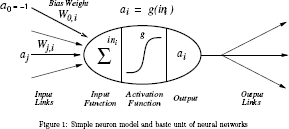 Bias Weight
a0 = −1
W0,i
ai = g(ini)
Wj,i
aj
ini
Σ
g
ai
Input Links
Input Function
Activation Function
Output
Output Links
Figure 1: Simple neuron model and basic unit of neural networks